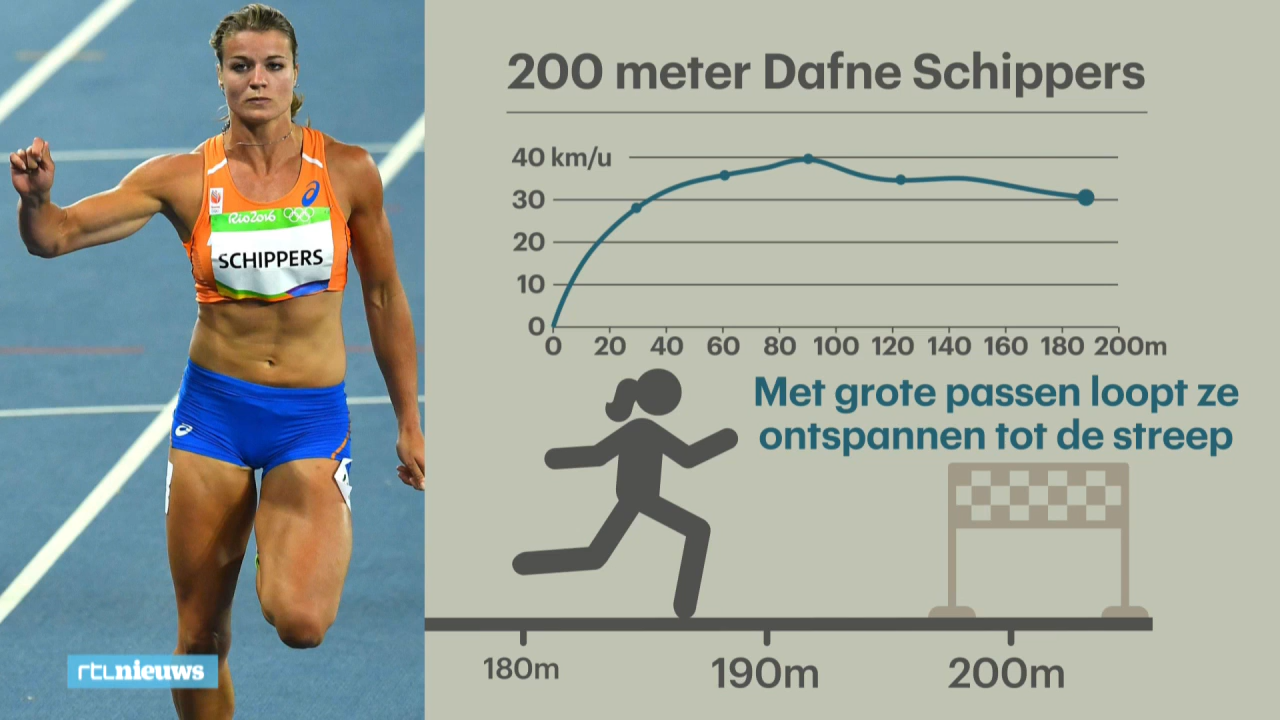 Rio2016
SCHIPPERS
rtlnieuws
200 meter Dafne Schippers
40 km/u
30
20
10
0
0 20 40 60 80 100 120 140 160 180 200m
Met grote passen loopt ze
ontspannen tot de streep
180m 190m 200m